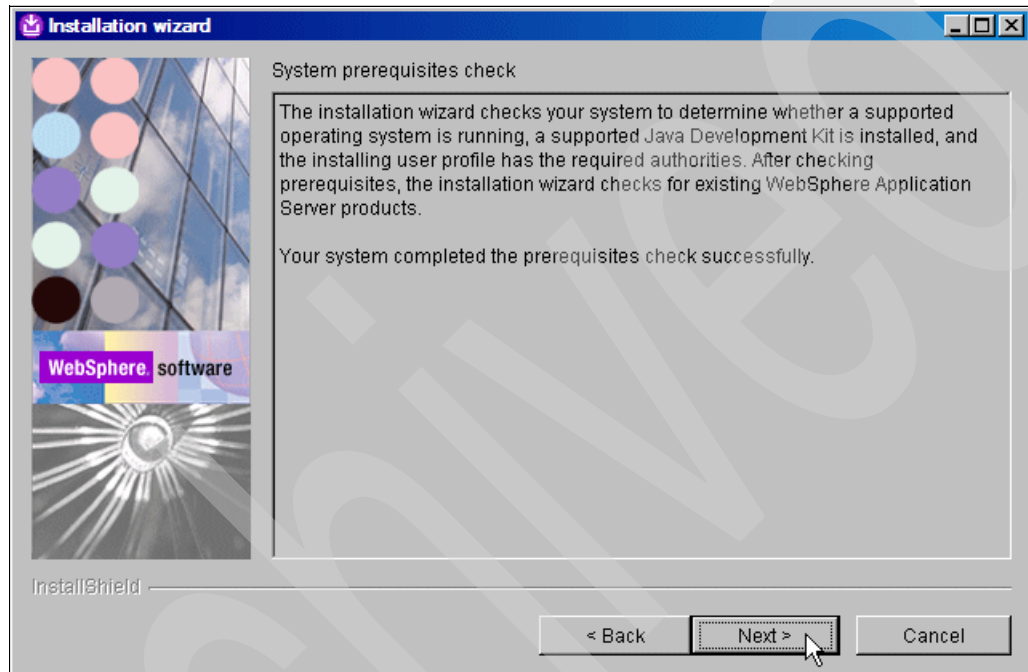 Installation wizard
System prerequisites check
The installation wizard checks your system to determine whether a supported
operating system is running, a supported Java Development Kit is installed, and
the installing user profile has the required authorities. After checking
prerequisites, the installation wizard checks for existing WebSphere Application
Server products.
Your system completed the prerequisites check successfully.
WebSphere. software
InstallShield
< Back
Next >
Cancel